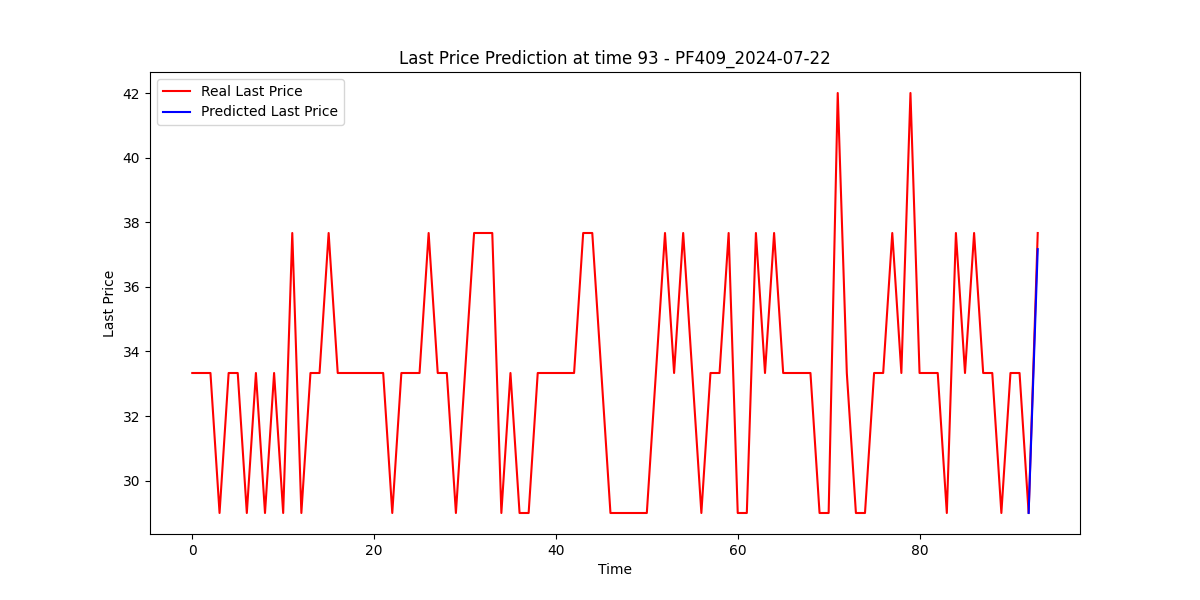 Last Price Prediction at time 93 - PF409_2024-07-22
Real Last Price
Predicted Last Price
42
40
38
36
34
32
30
Last Price
0 20 40 60 80
Time